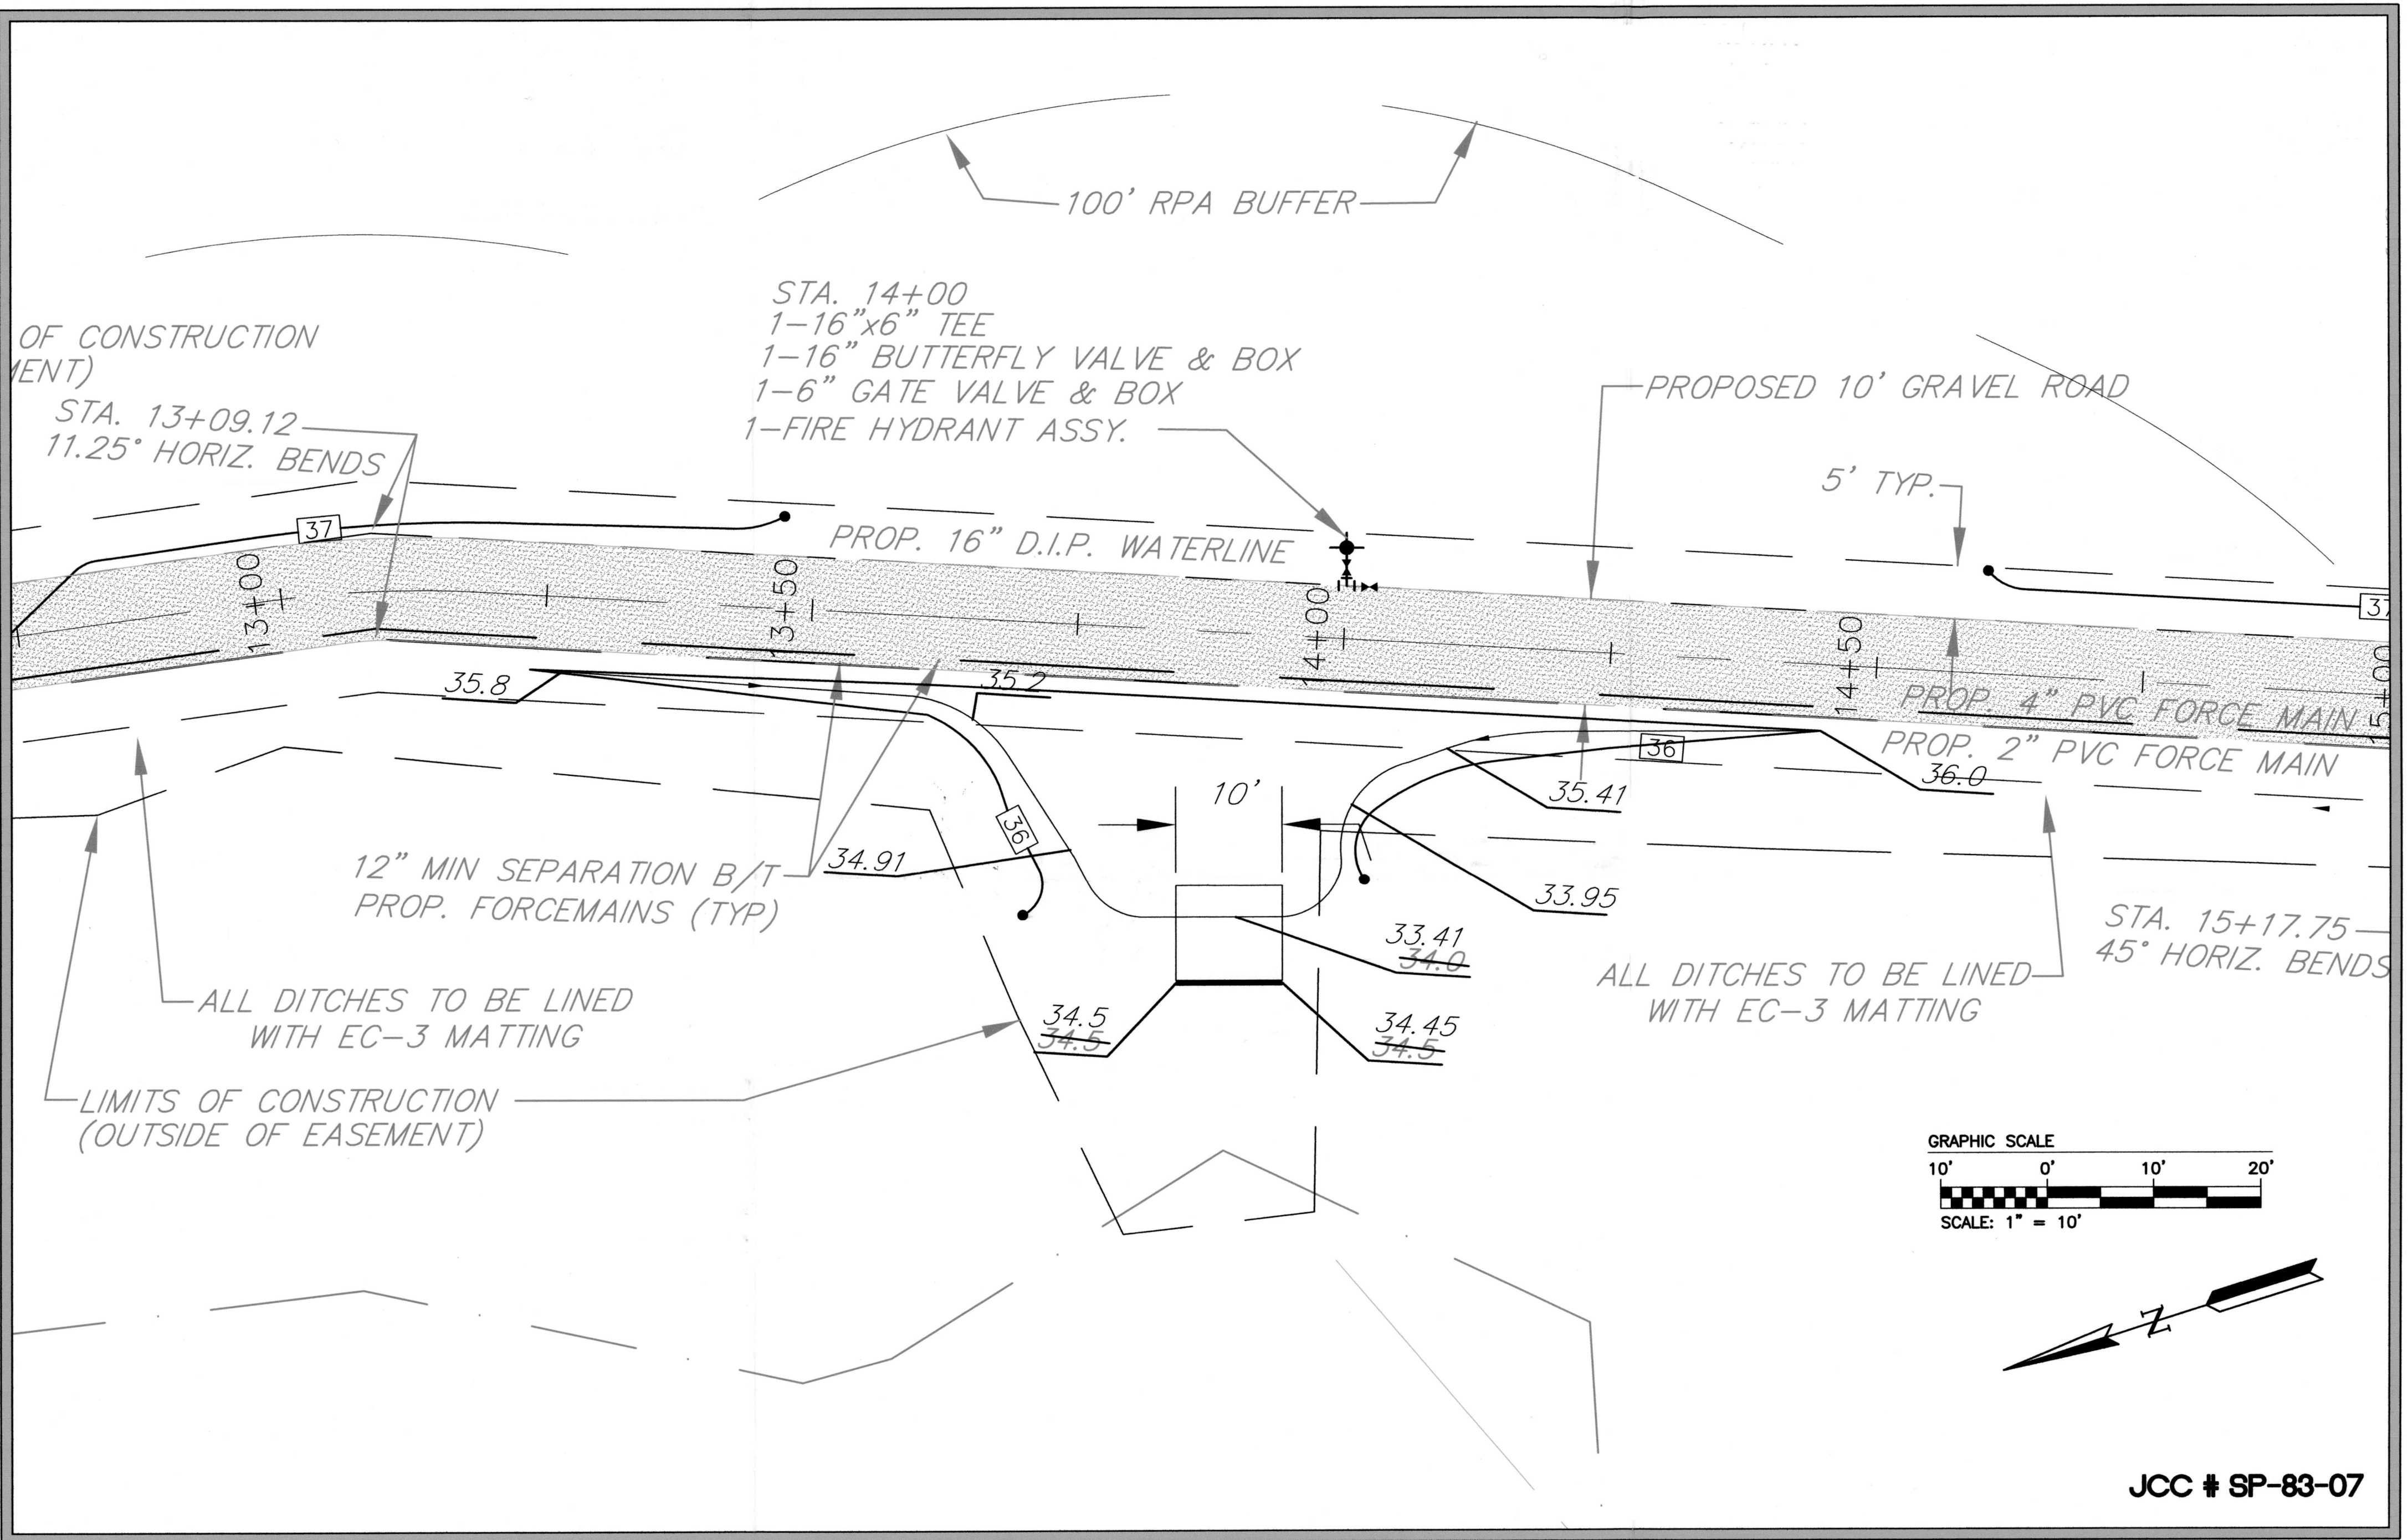 100' RPA BUFFER
STA. 14+00
1-16"x6" TEE
1-16" BUTTERFLY VALVE & BOX
1-6" GATE VALVE & BOX
1-FIRE HYDRANT ASSY.
OF CONSTRUCTION
MENT)
STA. 13+09.12
11.25° HORIZ. BENDS
PROPOSED 10' GRAVEL ROAD
5' TYP.
37
PROP. 16" D.I.P. WATERLINE
37
13+00
13+50
14+00
14+50
15+00
PROP. 4" PVC FORCE MAIN
PROP. 2" PVC FORCE MAIN
35.8
35.2
36
36.0
35.41
10'
36
34.91
12" MIN SEPARATION B/T
PROP. FORCEMAINS (TYP)
33.95
33.41
34.0
STA. 15+17.75
45° HORIZ. BENDS
ALL DITCHES TO BE LINED
WITH EC-3 MATTING
ALL DITCHES TO BE LINED
WITH EC-3 MATTING
34.5
34.5
34.45
34.5
LIMITS OF CONSTRUCTION
(OUTSIDE OF EASEMENT)
GRAPHIC SCALE
10' 0' 10' 20'
SCALE: 1" = 10'
N
JCC # SP-83-07